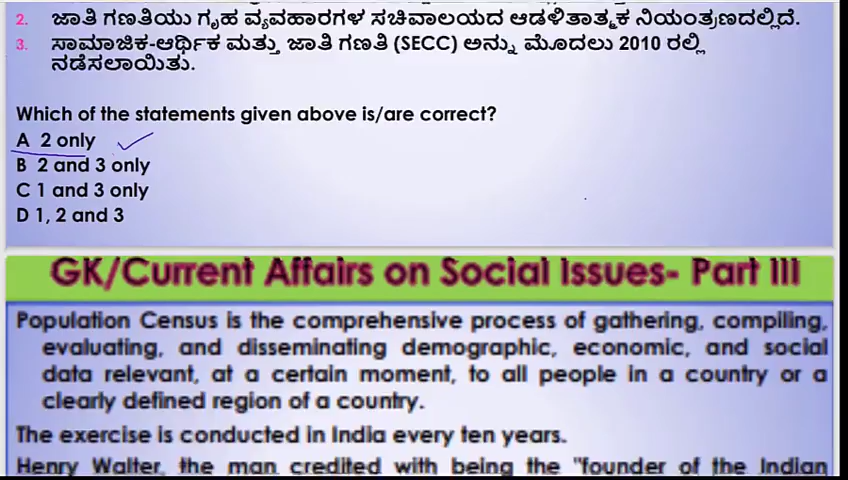 2. ಜಾತಿ ಗಣತಿಯು ಗೃಹ ವ್ಯವಹಾರಗಳ ಸಚಿವಾಲಯದ ಆಡಳಿತಾತ್ಮಕ ನಿಯಂತ್ರಣದಲ್ಲಿದೆ.
3. ಸಾಮಾಜಿಕ-ಆರ್ಥಿಕ ಮತ್ತು ಜಾತಿ ಗಣತಿ (SECC) ಅನ್ನು ಮೊದಲು 2010 ರಲ್ಲಿ
ನಡೆಸಲಾಯಿತು.
Which of the statements given above is/are correct?
A 2 only
B 2 and 3 only
C 1 and 3 only
D 1, 2 and 3
GK/Current Affairs on Social Issues- Part III
Population Census is the comprehensive process of gathering, compiling,
evaluating, and disseminating demographic, economic, and social
data relevant, at a certain moment, to all people in a country or a
clearly defined region of a country.
The exercise is conducted in India every ten years.
Henry Walter, the man credited with being the "founder of the Indian